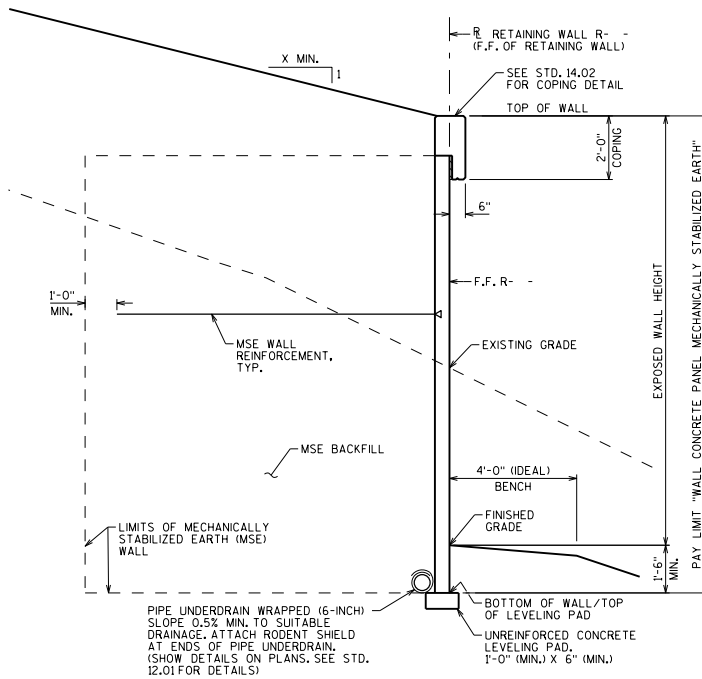 R RETAINING WALL R- -
(F.F. OF RETAINING WALL)
X MIN.
1
SEE STD. 14.02
FOR COPING DETAIL
TOP OF WALL
2'-0"
COPING
6"
F.F. R- -
1'-0"
MIN.
MSE WALL
REINFORCEMENT,
TYP.
EXISTING GRADE
EXPOSED WALL HEIGHT
PAY LIMIT "WALL CONCRETE PANEL MECHANICALLY STABILIZED EARTH"
MSE BACKFILL
4'-0" (IDEAL)
BENCH
LIMITS OF MECHANICALLY
STABILIZED EARTH (MSE)
WALL
FINISHED
GRADE
1'-6"
MIN.
PIPE UNDERDRAIN WRAPPED (6-INCH)
SLOPE 0.5% MIN. TO SUITABLE
DRAINAGE. ATTACH RODENT SHIELD
AT ENDS OF PIPE UNDERDRAIN.
(SHOW DETAILS ON PLANS. SEE STD.
12.01 FOR DETAILS)
BOTTOM OF WALL/TOP
OF LEVELING PAD
UNREINFORCED CONCRETE
LEVELING PAD.
1'-0" (MIN.) X 6" (MIN.)